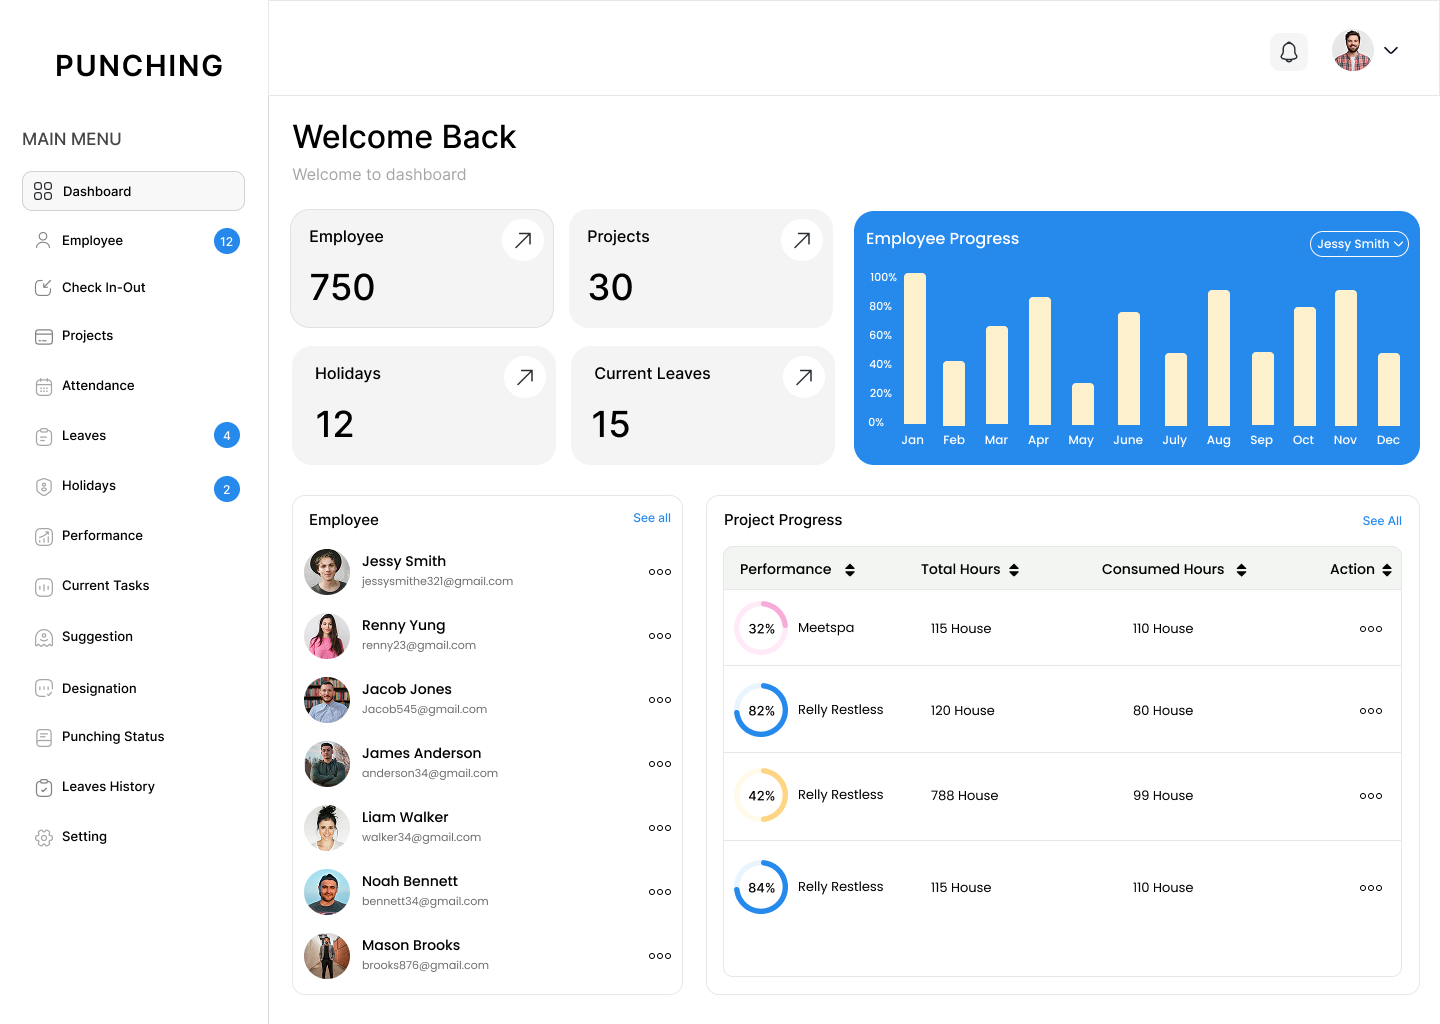 PUNCHING
MAIN MENU
Dashboard
Employee 12
Check In-Out
Projects
Attendance
Leaves 4
Holidays 2
Performance
Current Tasks
Suggestion
Designation
Punching Status
Leaves History
Setting
Welcome Back
Welcome to dashboard
Employee
750
Projects
30
Holidays
12
Current Leaves
15
Employee Progress
Jessy Smith
100%
80%
60%
40%
20%
0%
Jan Feb Mar Apr May June July Aug Sep Oct Nov Dec
Employee See all
Jessy Smith
jessysmithe321@gmail.com
Renny Yung
renny23@gmail.com
Jacob Jones
Jacob545@gmail.com
James Anderson
anderson34@gmail.com
Liam Walker
walker34@gmail.com
Noah Bennett
bennett34@gmail.com
Mason Brooks
brooks876@gmail.com
Project Progress See All
Performance Total Hours Consumed Hours Action
32% Meetspa 115 House 110 House
82% Relly Restless 120 House 80 House
42% Relly Restless 788 House 99 House
84% Relly Restless 115 House 110 House